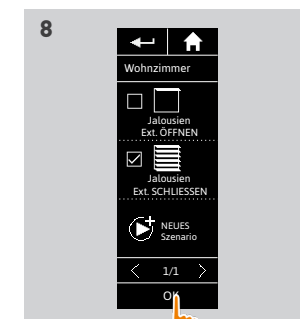 8
Wohnzimmer
Jalousien
Ext. ÖFFNEN
Jalousien
Ext. SCHLIESSEN
NEUES
Szenario
1/1
OK